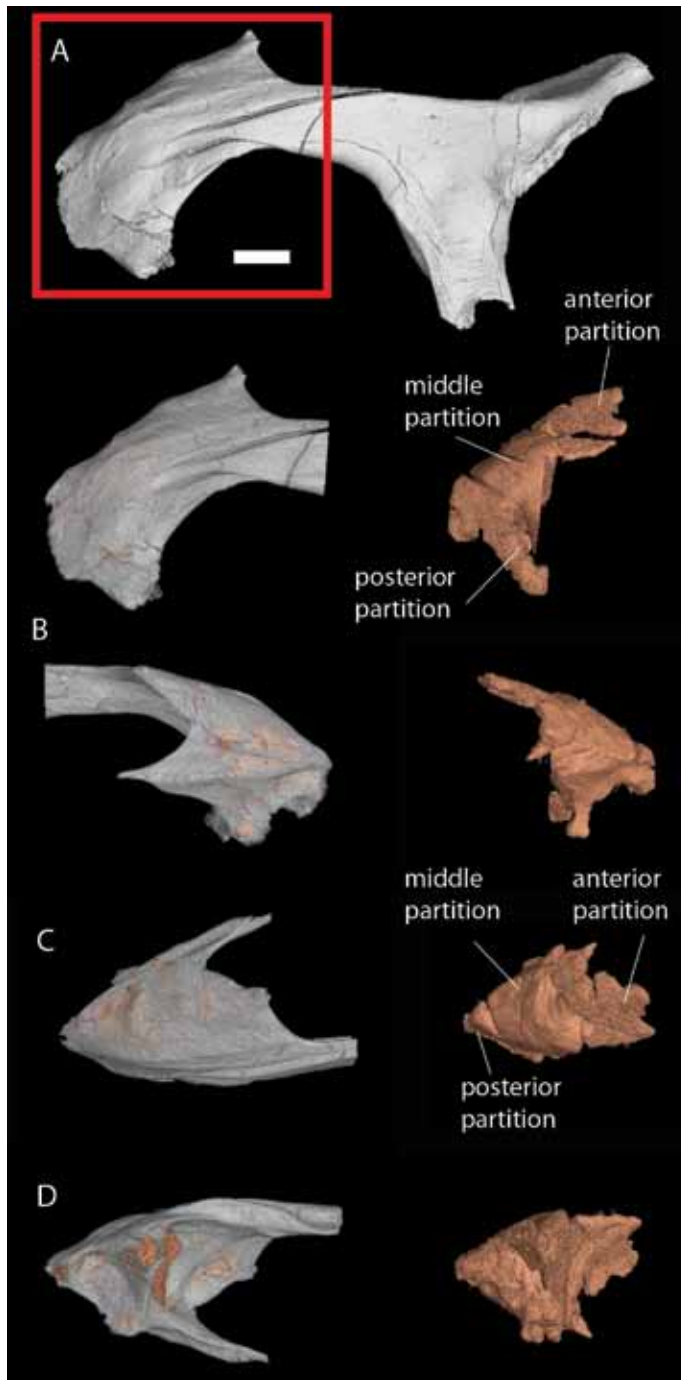 A
anterior
partition
middle
partition
posterior
partition
B
middle
partition
anterior
partition
C
posterior
partition
D